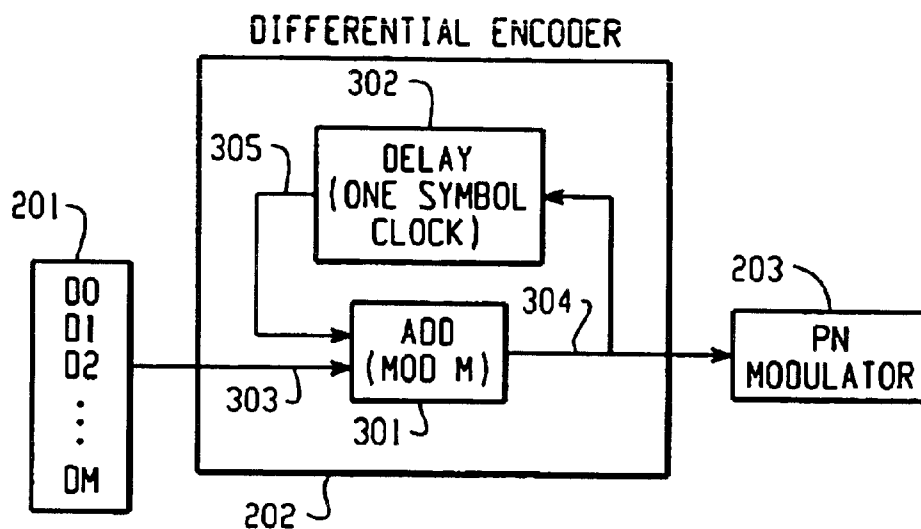 DIFFERENTIAL ENCODER
302
305
DELAY
(ONE SYMBOL
CLOCK)
201
D0
D1
D2
.
.
.
DM
303
ADD
(MOD M)
301
304
203
PN
MODULATOR
202